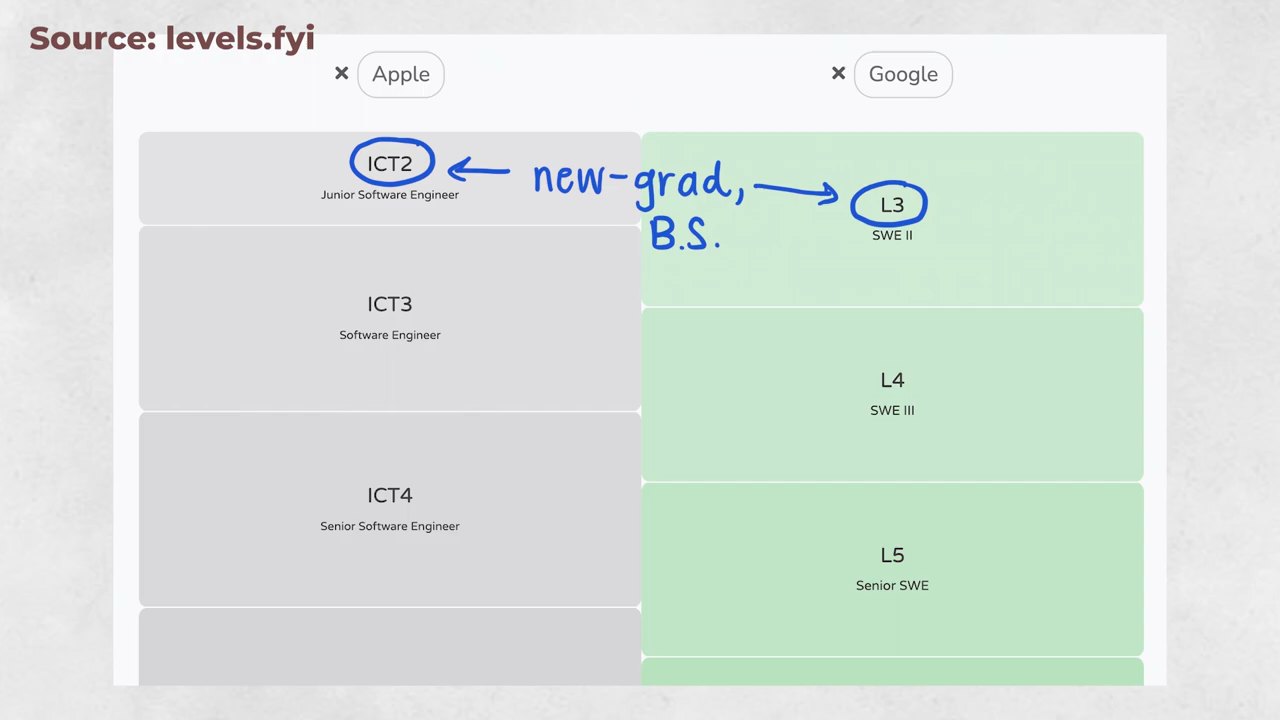 Source: levels.fyi
× Apple
× Google
ICT2
Junior Software Engineer
new-grad,
B.S.
L3
SWE II
ICT3
Software Engineer
L4
SWE III
ICT4
Senior Software Engineer
L5
Senior SWE